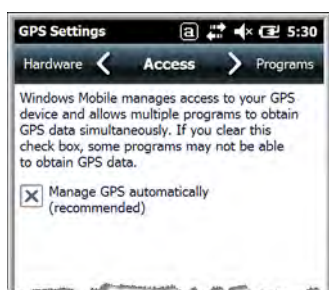 GPS Settings a 5:30
Hardware Access Programs
Windows Mobile manages access to your GPS
device and allows multiple programs to obtain
GPS data simultaneously. If you clear this
check box, some programs may not be able
to obtain GPS data.
Manage GPS automatically
(recommended)